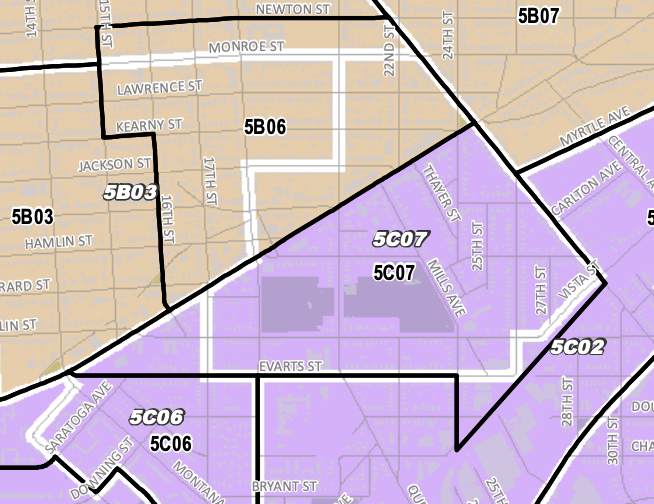 NEWTON ST
14TH
15TH ST
22ND ST
24TH ST
5B07
MONROE ST
LAWRENCE ST
KEARNY ST
5B06
MYRTLE AVE
JACKSON ST
17TH ST
CENTRAL A
5B03
THAYER ST
CARLTON AVE
5B03
16TH ST
5
HAMLIN ST
5C07
25TH ST
5C07
MILLS AVE
27TH ST
VISTA ST
RARD ST
LIN ST
5C02
EVARTS ST
SARATOGA AVE
5C06
28TH ST
5C06
30TH ST
DOU
DOWNING ST
MONTANA
CHA
BRYANT ST
QU
25TH